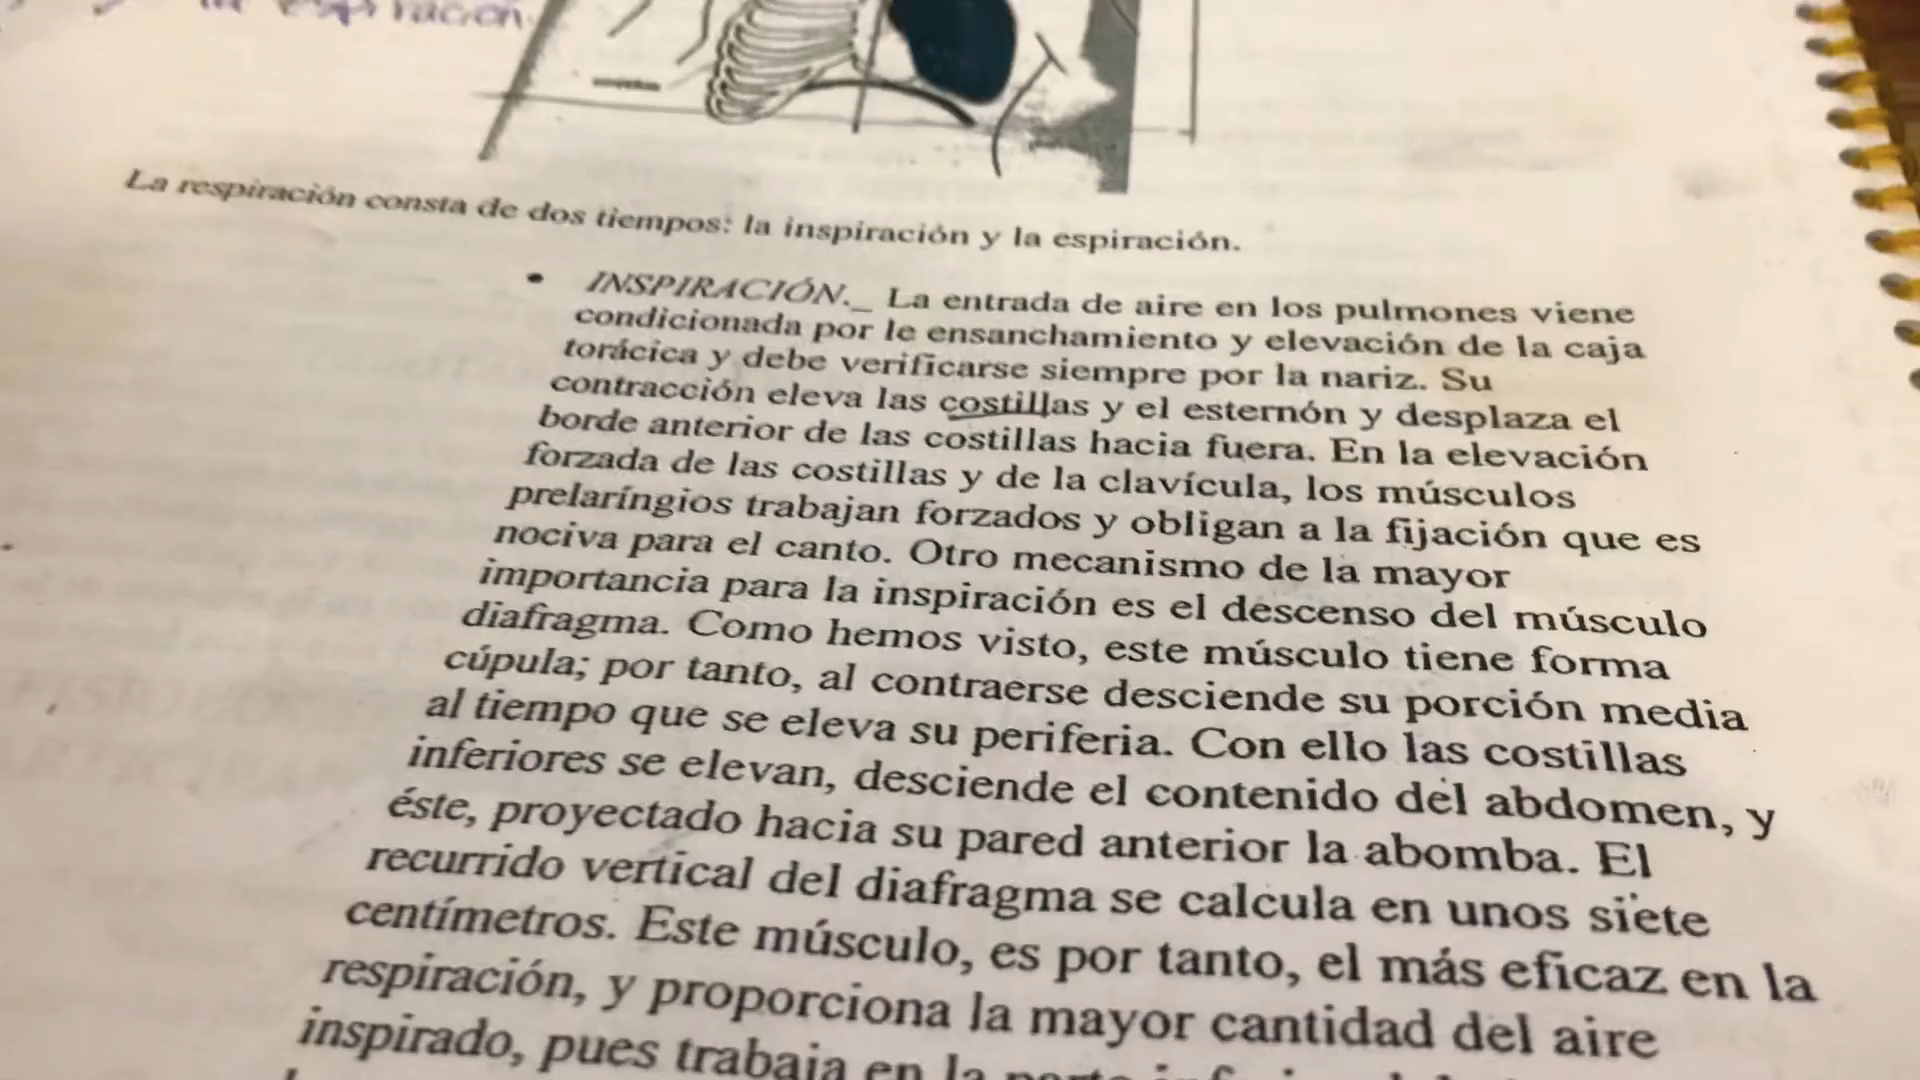 la espiración
La respiración consta de dos tiempos: la inspiración y la espiración.
• INSPIRACIÓN._ La entrada de aire en los pulmones viene
condicionada por le ensanchamiento y elevación de la caja
torácica y debe verificarse siempre por la nariz. Su
contracción eleva las costillas y el esternón y desplaza el
borde anterior de las costillas hacia fuera. En la elevación
forzada de las costillas y de la clavícula, los músculos
prelaríngios trabajan forzados y obligan a la fijación que es
nociva para el canto. Otro mecanismo de la mayor
importancia para la inspiración es el descenso del músculo
diafragma. Como hemos visto, este músculo tiene forma
cúpula; por tanto, al contraerse desciende su porción media
al tiempo que se eleva su periferia. Con ello las costillas
inferiores se elevan, desciende el contenido del abdomen, y
éste, proyectado hacia su pared anterior la abomba. El
recurrido vertical del diafragma se calcula en unos siete
centímetros. Este músculo, es por tanto, el más eficaz en la
respiración, y proporciona la mayor cantidad del aire
inspirado, pues trabaja en la parte